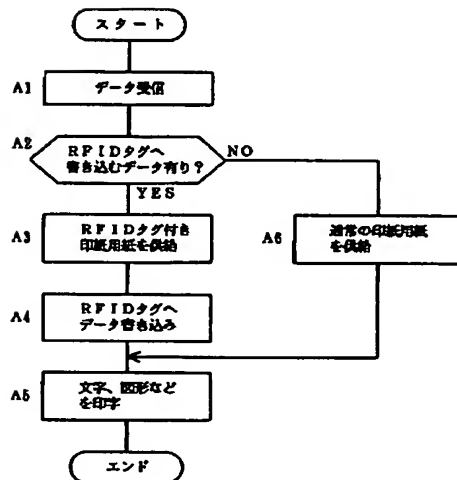 スタート
A1
データ受信
A2
RFIDタグへ
書き込むデータ有り?
NO
YES
A3
RFIDタグ付き
印紙用紙を供給
A6
通常の印紙用紙
を供給
A4
RFIDタグへ
データ書き込み
A5
文字、図形など
を印字
エンド